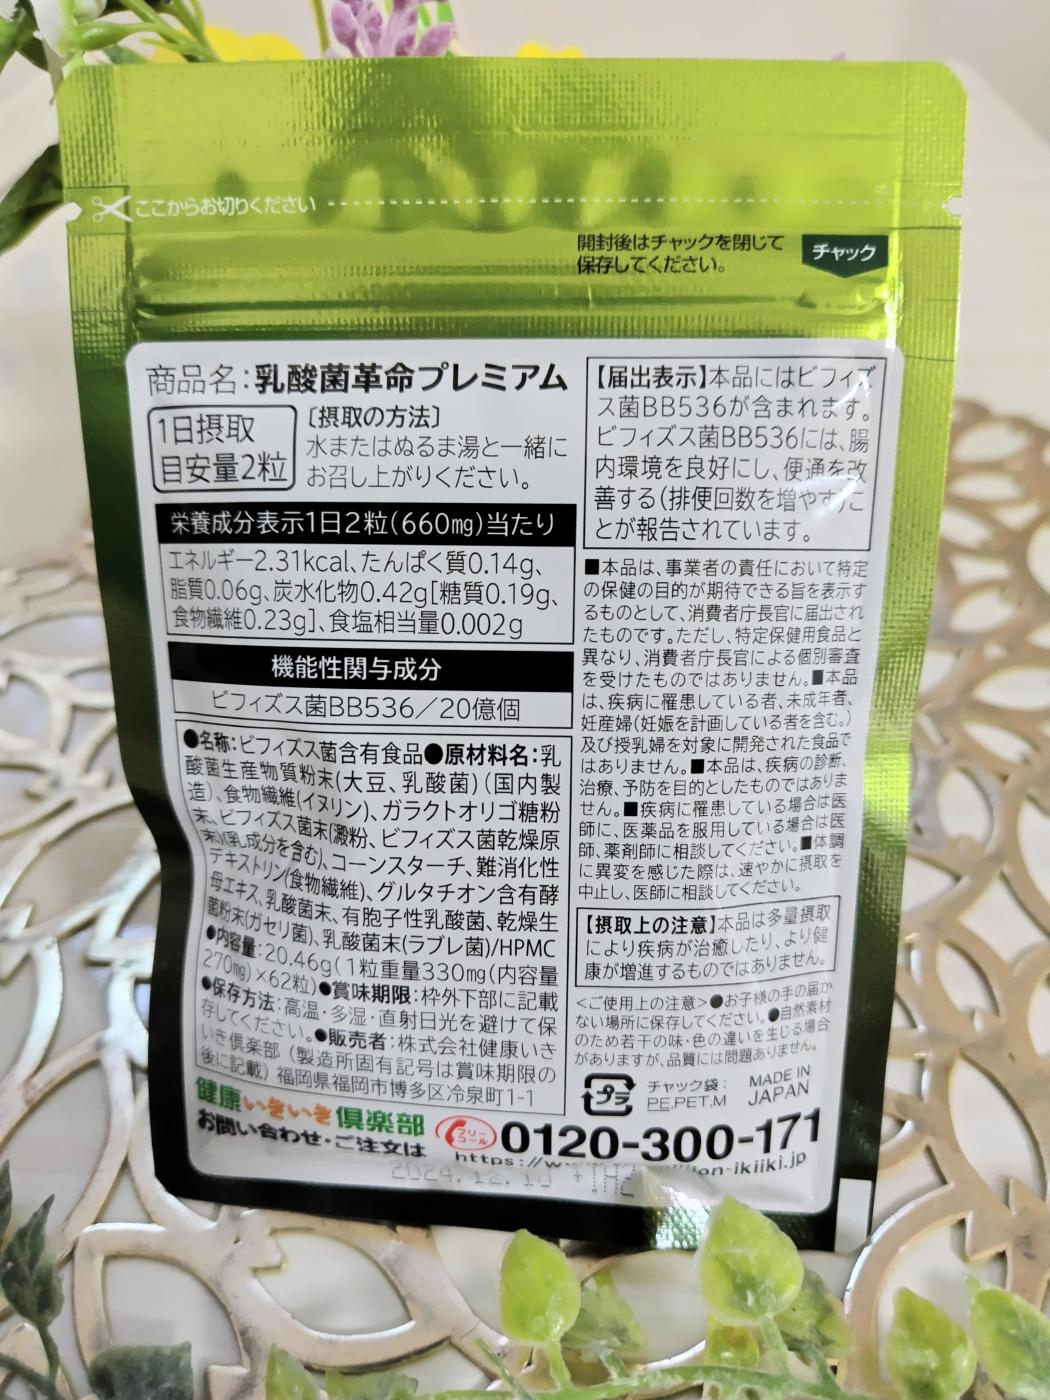 ここからお切りください
開封後はチャックを閉じて
保存してください。
チャック
商品名:乳酸菌革命プレミアム
1日摂取
目安量2粒
〔摂取の方法〕
水またはぬるま湯と一緒に
お召し上がりください。
栄養成分表示1日2粒(660㎎)当たり
エネルギー2.31kcal、たんぱく質0.14g、
脂質0.06g、炭水化物0.42g[糖質0.19g、
食物繊維0.23g]、食塩相当量0.002g
機能性関与成分
ビフィズス菌BB536/20億個
●名称:ビフィズス菌含有食品●原材料名:乳
酸菌生産物質粉末(大豆、乳酸菌)(国内製
造)、食物繊維(イヌリン)、ガラクトオリゴ糖粉
末、ビフィズス菌末(澱粉、ビフィズス菌乾燥原
末)(乳成分を含む)、コーンスターチ、難消化性
デキストリン(食物繊維)、グルタチオン含有酵
母エキス、乳酸菌末、有胞子性乳酸菌、乾燥生
菌粉末(ガセリ菌)、乳酸菌末(ラブレ菌)/HPMC
●内容量:20.46g(1粒重量330㎎(内容量
270㎎)×62粒)●賞味期限:枠外下部に記載
●保存方法:高温・多湿・直射日光を避けて保
存してください。●販売者:株式会社健康いき
いき倶楽部(製造所固有記号は賞味期限の
後に記載)福岡県福岡市博多区冷泉町1-1
【届出表示】本品にはビフィズ
ス菌BB536が含まれます。
ビフィズス菌BB536には、腸
内環境を良好にし、便通を改
善する(排便回数を増やす)こ
とが報告されています。
■本品は、事業者の責任において特定
の保健の目的が期待できる旨を表示す
るものとして、消費者庁長官に届出され
たものです。ただし、特定保健用食品と
異なり、消費者庁長官による個別審査
を受けたものではありません。■本品
は、疾病に罹患している者、未成年者、
妊産婦(妊娠を計画している者を含む。)
及び授乳婦を対象に開発された食品で
はありません。■本品は、疾病の診断、
治療、予防を目的としたものではありま
せん。■疾病に罹患している場合は医
師に、医薬品を服用している場合は医
師、薬剤師に相談してください。■体調
に異変を感じた際は、速やかに摂取を
中止し、医師に相談してください。
【摂取上の注意】本品は多量摂取
により疾病が治癒したり、より健
康が増進するものではありません。
<ご使用上の注意>●お子様の手の届か
ない場所に保存してください。●自然素材
のため若干の味・色の違いを生じる場合
がありますが、品質には問題ありません。
プラ
チャック袋:
PE,PET,M
MADE IN
JAPAN
健康いきいき倶楽部
お問い合わせ・ご注文は
フリーコール
0120-300-171
https://w
on-ikiiki.jp
2024.12.10